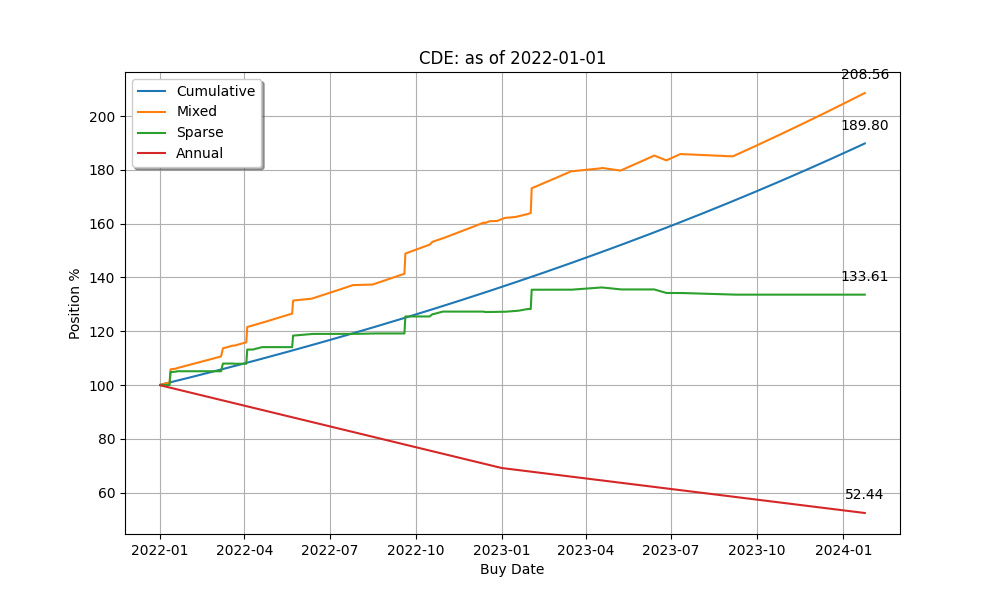 CDE: as of 2022-01-01
Cumulative
Mixed
Sparse
Annual
208.56
189.80
133.61
52.44
200
180
160
140
120
100
80
60
Position %
2022-01 2022-04 2022-07 2022-10 2023-01 2023-04 2023-07 2023-10 2024-01
Buy Date